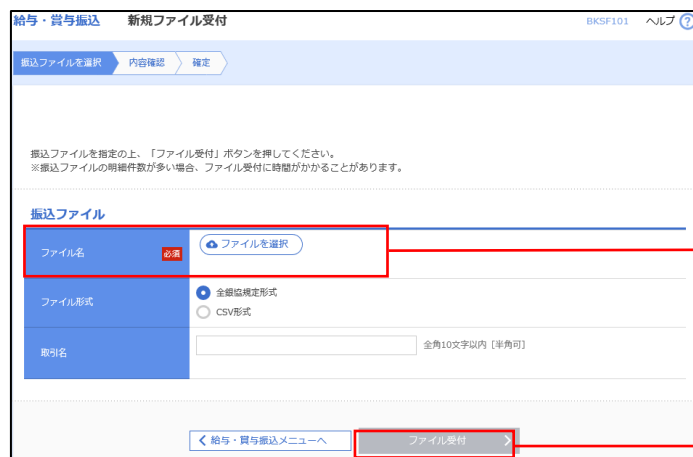 給与・賞与振込 新規ファイル受付 BKSF101 ヘルプ ?
振込ファイルを選択 内容確認 確定
振込ファイルを指定の上、「ファイル受付」ボタンを押してください。
※振込ファイルの明細件数が多い場合、ファイル受付に時間がかかることがあります。
振込ファイル
ファイル名 必須 ファイルを選択
ファイル形式 全銀協規定形式
CSV形式
取引名 全角10文字以内 [半角可]
給与・賞与振込メニューへ ファイル受付